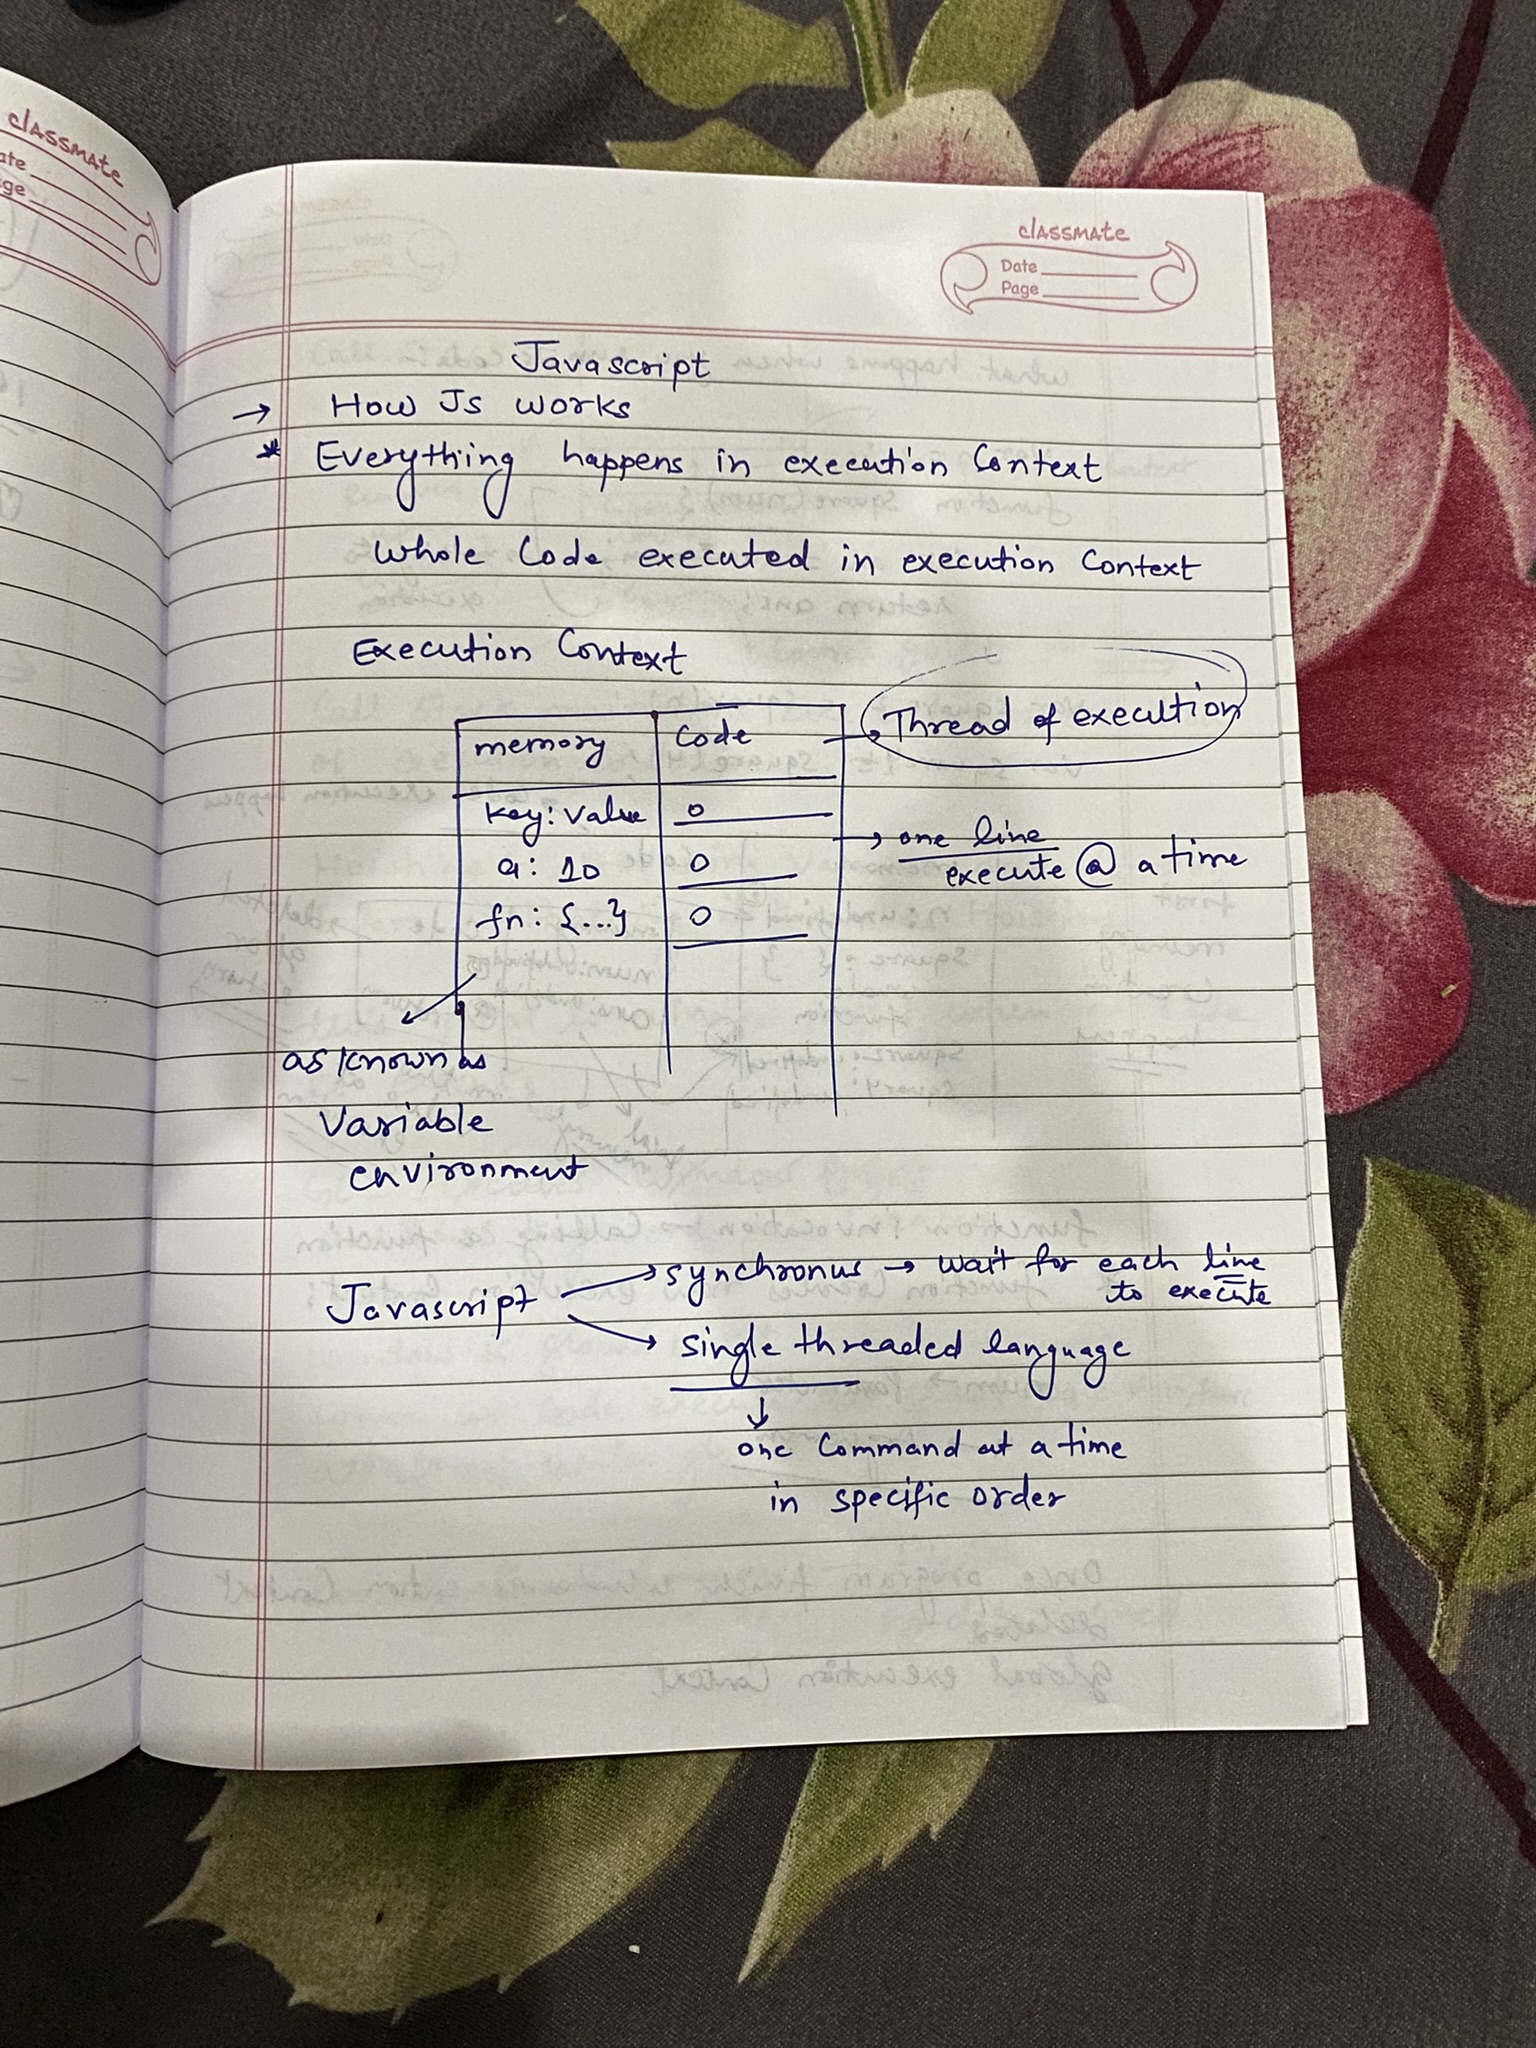 classmate
Date
Page
classmate
Date
Page
Javascript
→ How Js works
* Everything happens in execution Context
Whole Code executed in execution Context
Execution Context
memory
Code
→ Thread of execution
key: value
0
→ one line
execute @ a time
a: 10
0
fn: {...}
0
as known as
Variable
environment
Javascript
→ synchronus → wait for each line
to execute
→ single threaded language
↓
one Command at a time
in specific order